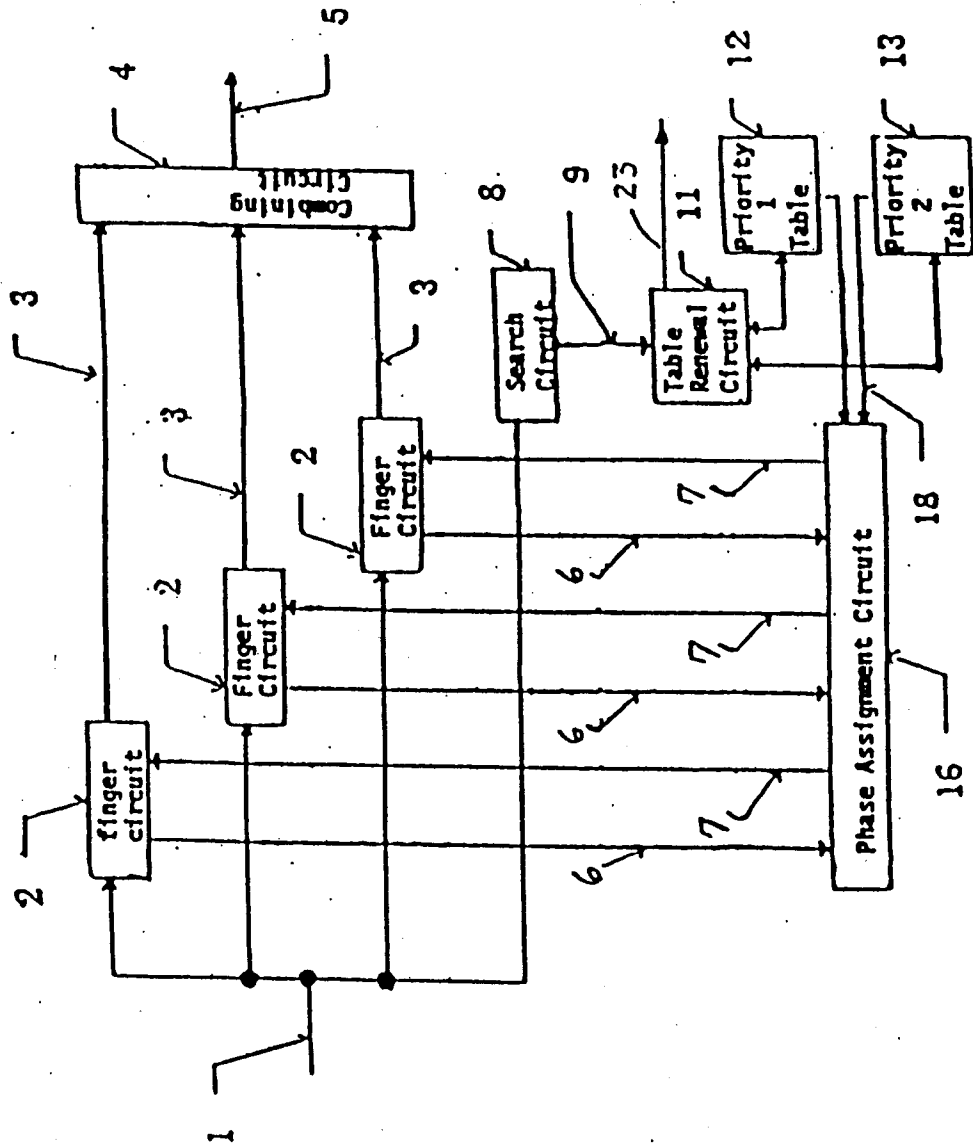 3
4
5
3
3
2
2
2
finger
circuit
Finger
Circuit
Finger
Circuit
Combining
Circuit
1
8
Search
Circuit
9
23
11
12
13
Table
Renewal
Circuit
Priority
1
Table
Priority
2
Table
6
7
6
7
6
7
18
Phase Assignment Circuit
16